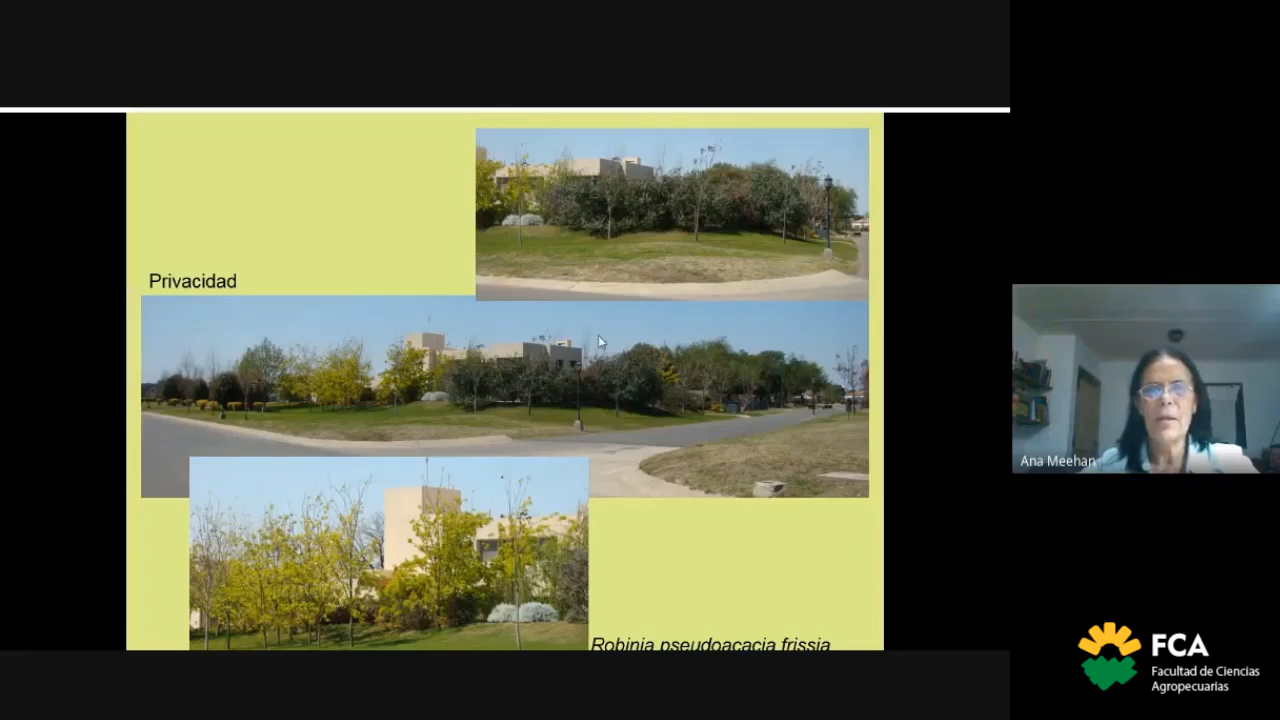 Privacidad
Robinia pseudoacacia frissia
Ana Meehan
FCA
Facultad de Ciencias
Agropecuarias